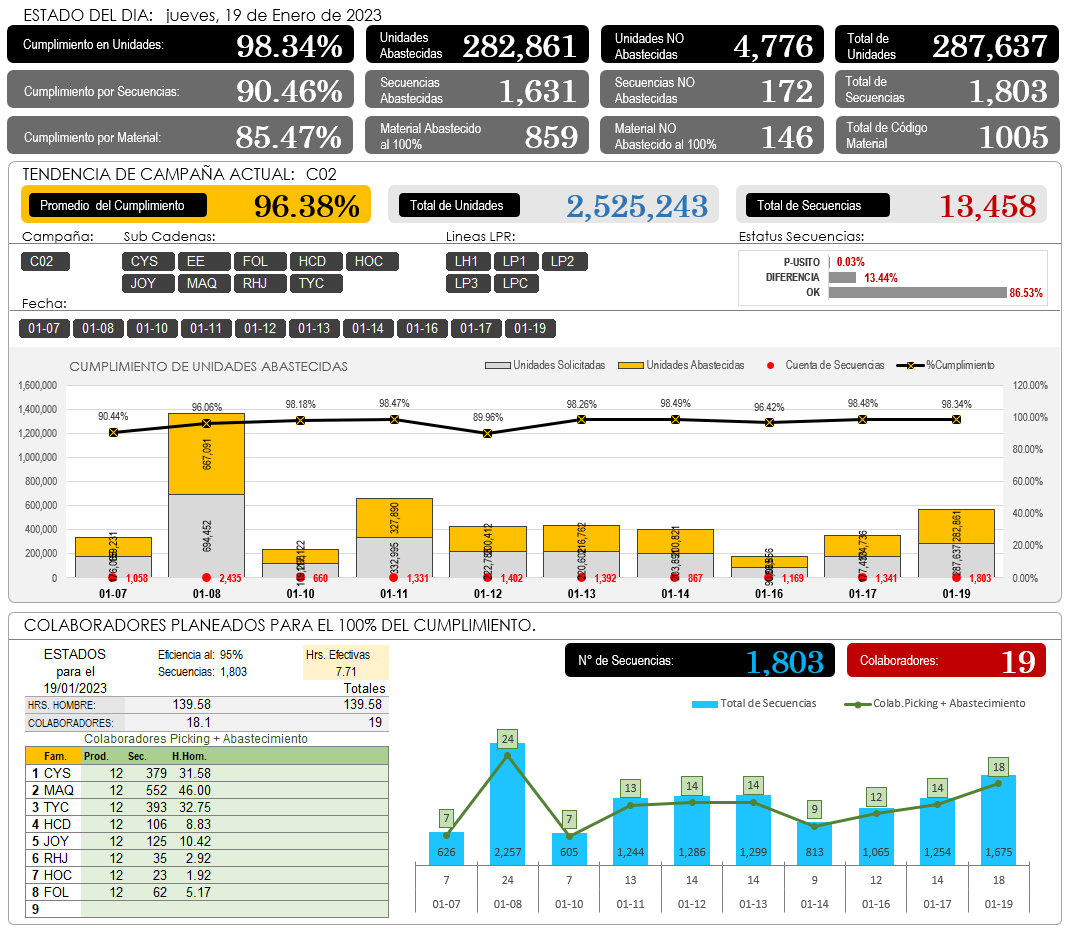 ESTADO DEL DIA: jueves, 19 de Enero de 2023
Cumplimiento en Unidades: 98.34%
Unidades Abastecidas 282,861
Unidades NO Abastecidas 4,776
Total de Unidades 287,637
Cumplimiento por Secuencias: 90.46%
Secuencias Abastecidas 1,631
Secuencias NO Abastecidas 172
Total de Secuencias 1,803
Cumplimiento por Material: 85.47%
Material Abastecido al 100% 859
Material NO Abastecido al 100% 146
Total de Código Material 1005
TENDENCIA DE CAMPAÑA ACTUAL: C02
Promedio del Cumplimiento 96.38%
Total de Unidades 2,525,243
Total de Secuencias 13,458
Campaña: Sub Cadenas: Lineas LPR: Estatus Secuencias:
C02 CYS EE FOL HCD HOC LH1 LP1 LP2
JOY MAQ RHJ TYC LP3 LPC
P-USITO 0.03%
DIFERENCIA 13.44%
OK 86.53%
Fecha:
01-07 01-08 01-10 01-11 01-12 01-13 01-14 01-16 01-17 01-19
CUMPLIMIENTO DE UNIDADES ABASTECIDAS
Unidades Solicitadas Unidades Abastecidas Cuenta de Secuencias %Cumplimiento
1,600,000 120.00%
1,400,000 100.00%
1,200,000 80.00%
1,000,000 60.00%
800,000 40.00%
600,000 20.00%
400,000 0.00%
200,000
0
90.44% 96.06% 98.18% 98.47% 89.96% 98.26% 98.49% 96.42% 98.48% 98.34%
667,091 327,890 282,861
694,452 332,995 287,637
1,058 2,435 660 1,331 1,402 1,392 867 1,169 1,341 1,803
01-07 01-08 01-10 01-11 01-12 01-13 01-14 01-16 01-17 01-19
COLABORADORES PLANEADOS PARA EL 100% DEL CUMPLIMIENTO.
ESTADOS para el 19/01/2023
Eficiencia al: 95%
Secuencias: 1,803
Hrs. Efectivas
7.71
Totales
HRS. HOMBRE: 139.58 139.58
COLABORADORES: 18.1 19
Colaboradores Picking + Abastecimiento
Fam. Prod. Sec. H.Hom.
1 CYS 12 379 31.58
2 MAQ 12 552 46.00
3 TYC 12 393 32.75
4 HCD 12 106 8.83
5 JOY 12 125 10.42
6 RHJ 12 35 2.92
7 HOC 12 23 1.92
8 FOL 12 62 5.17
9
N° de Secuencias: 1,803
Colaboradores: 19
Total de Secuencias Colab.Picking + Abastecimiento
7 24 7 13 14 14 9 12 14 18
626 2,257 605 1,244 1,286 1,299 813 1,065 1,254 1,675
7 24 7 13 14 14 9 12 14 18
01-07 01-08 01-10 01-11 01-12 01-13 01-14 01-16 01-17 01-19